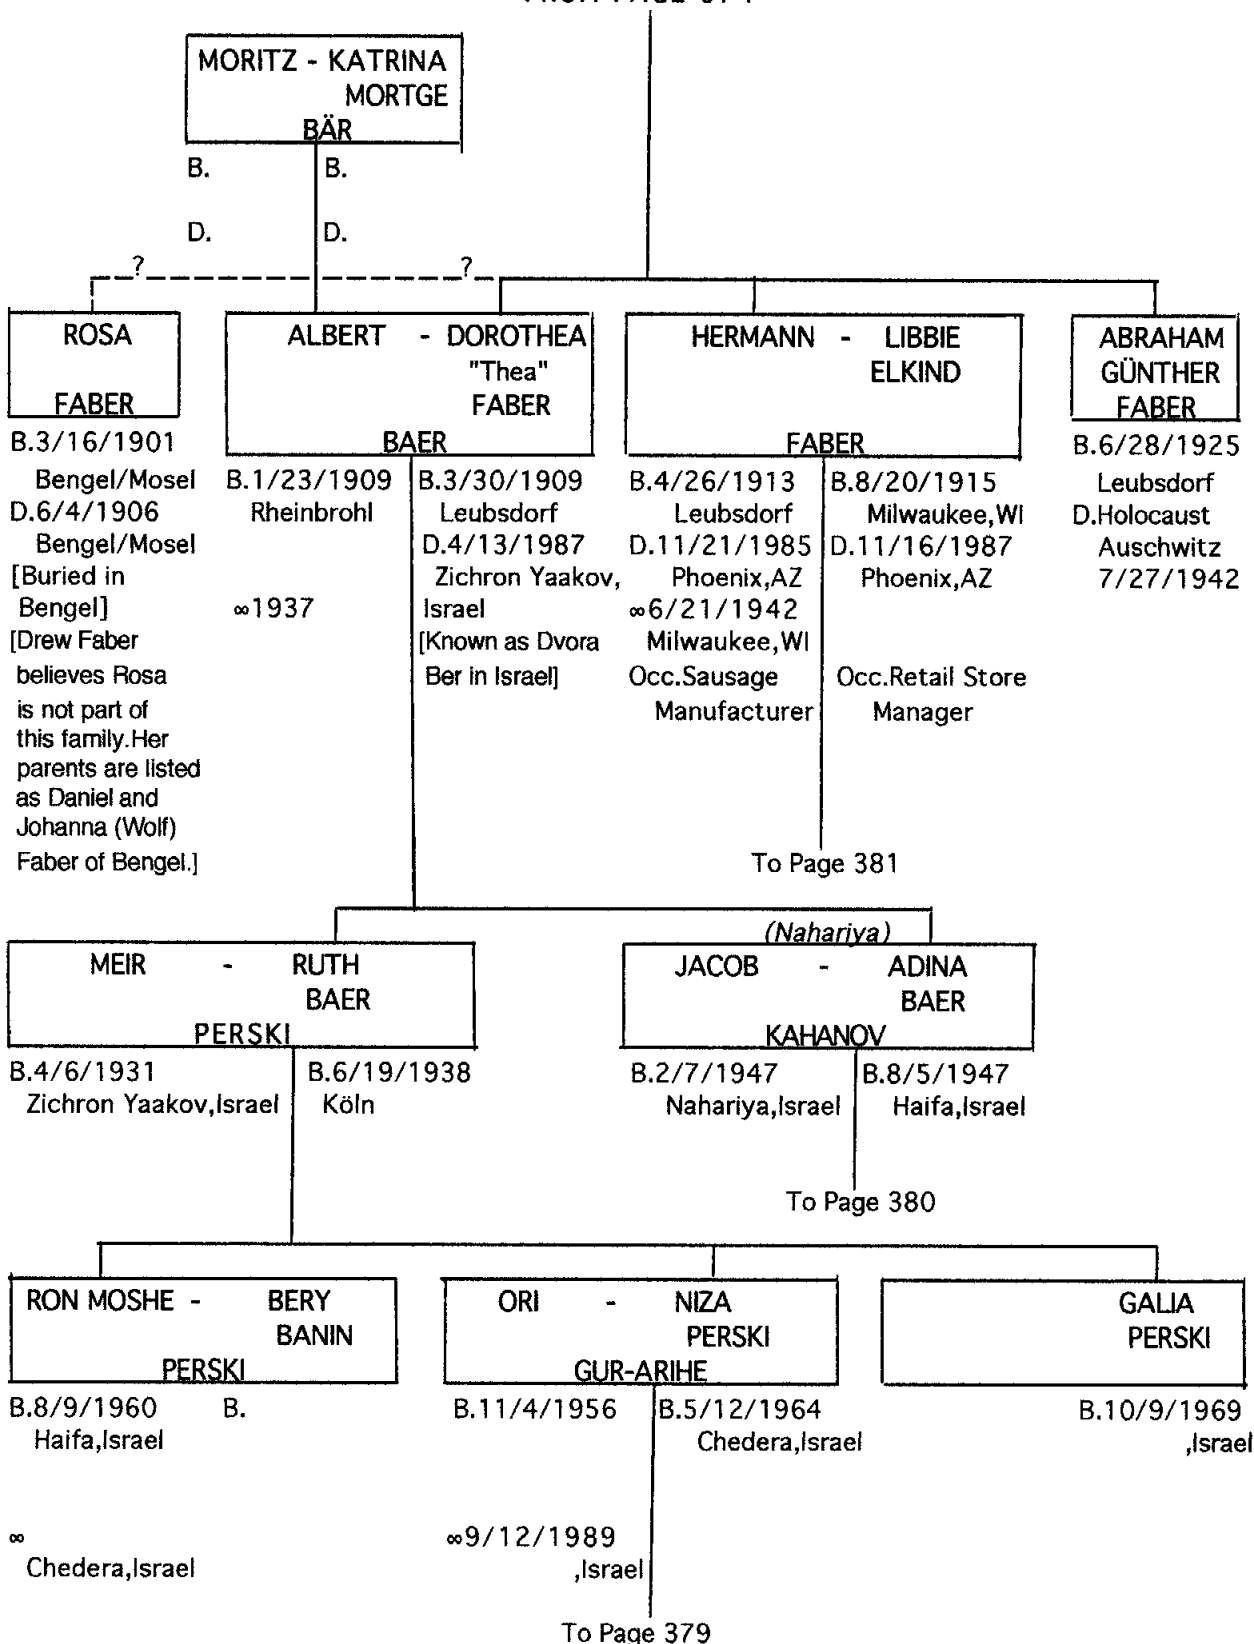 MORITZ - KATRINA
MORTGE
BÄR
B. B.
D. D.
? ?
ROSA
FABER
B.3/16/1901
Bengel/Mosel
D.6/4/1906
Bengel/Mosel
[Buried in
Bengel]
[Drew Faber
believes Rosa
is not part of
this family.Her
parents are listed
as Daniel and
Johanna (Wolf)
Faber of Bengel.]
ALBERT - DOROTHEA
"Thea"
FABER
BAER
B.1/23/1909
Rheinbrohl
∞1937
B.3/30/1909
Leubsdorf
D.4/13/1987
Zichron Yaakov,
Israel
[Known as Dvora
Ber in Israel]
HERMANN - LIBBIE
ELKIND
FABER
B.4/26/1913
Leubsdorf
D.11/21/1985
Phoenix,AZ
∞6/21/1942
Milwaukee,WI
Occ.Sausage
Manufacturer
B.8/20/1915
Milwaukee,WI
D.11/16/1987
Phoenix,AZ
Occ.Retail Store
Manager
To Page 381
ABRAHAM
GÜNTHER
FABER
B.6/28/1925
Leubsdorf
D.Holocaust
Auschwitz
7/27/1942
MEIR - RUTH
BAER
PERSKI
B.4/6/1931
Zichron Yaakov,Israel
B.6/19/1938
Köln
(Nahariya)
JACOB - ADINA
BAER
KAHANOV
B.2/7/1947
Nahariya,Israel
B.8/5/1947
Haifa,Israel
To Page 380
RON MOSHE - BERY
BANIN
PERSKI
B.8/9/1960 B.
Haifa,Israel
∞
Chedera,Israel
ORI - NIZA
PERSKI
GUR-ARIHE
B.11/4/1956
B.5/12/1964
Chedera,Israel
∞9/12/1989
,Israel
To Page 379
GALIA
PERSKI
B.10/9/1969
,Israel